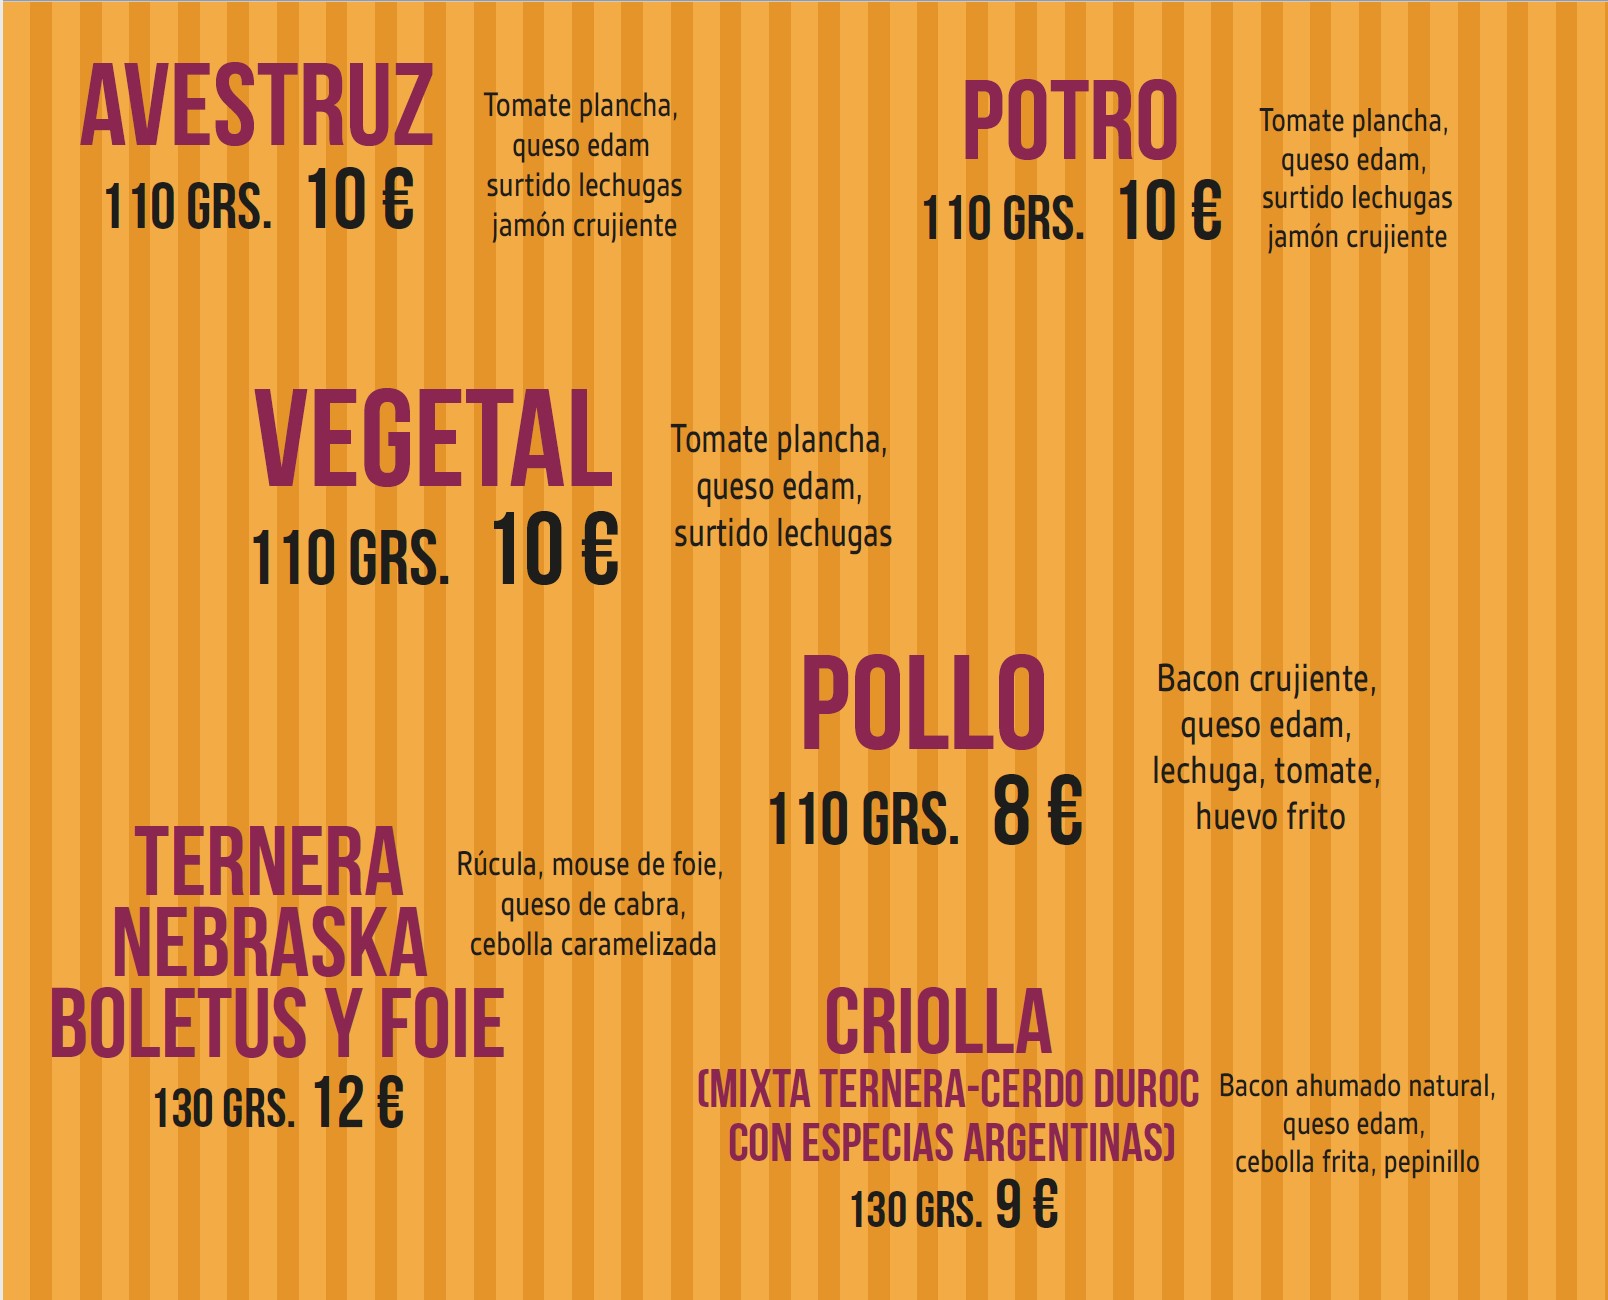 AVESTRUZ
110 GRS. 10 €
Tomate plancha,
queso edam
surtido lechugas
jamón crujiente
POTRO
110 GRS. 10 €
Tomate plancha,
queso edam,
surtido lechugas
jamón crujiente
VEGETAL
110 GRS. 10 €
Tomate plancha,
queso edam,
surtido lechugas
POLLO
110 GRS. 8 €
Bacon crujiente,
queso edam,
lechuga, tomate,
huevo frito
TERNERA
NEBRASKA
BOLETUS Y FOIE
130 GRS. 12 €
Rúcula, mouse de foie,
queso de cabra,
cebolla caramelizada
CRIOLLA
(MIXTA TERNERA-CERDO DUROC
CON ESPECIAS ARGENTINAS)
130 GRS. 9 €
Bacon ahumado natural,
queso edam,
cebolla frita, pepinillo